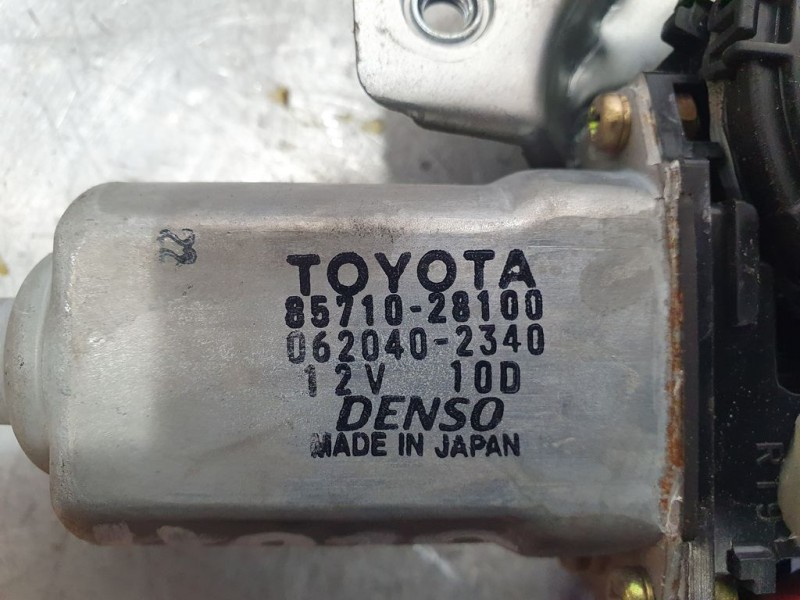 TOYOTA
85710-28100
062040-2340
12V 10D
DENSO
MADE IN JAPAN